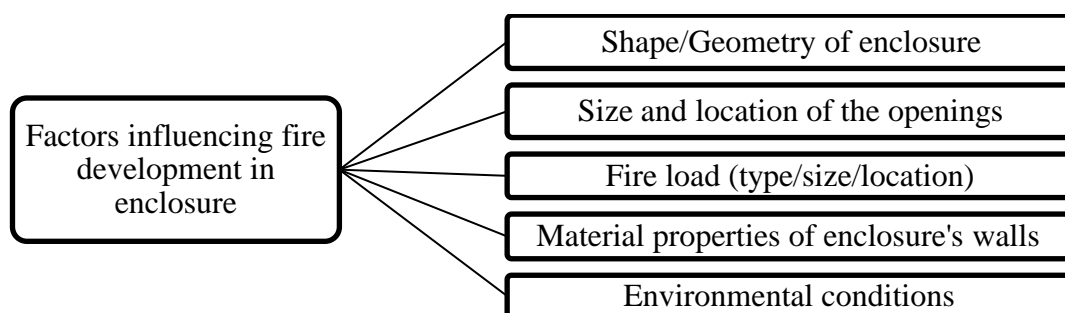 Factors influencing fire
development in
enclosure
Shape/Geometry of enclosure
Size and location of the openings
Fire load (type/size/location)
Material properties of enclosure's walls
Environmental conditions